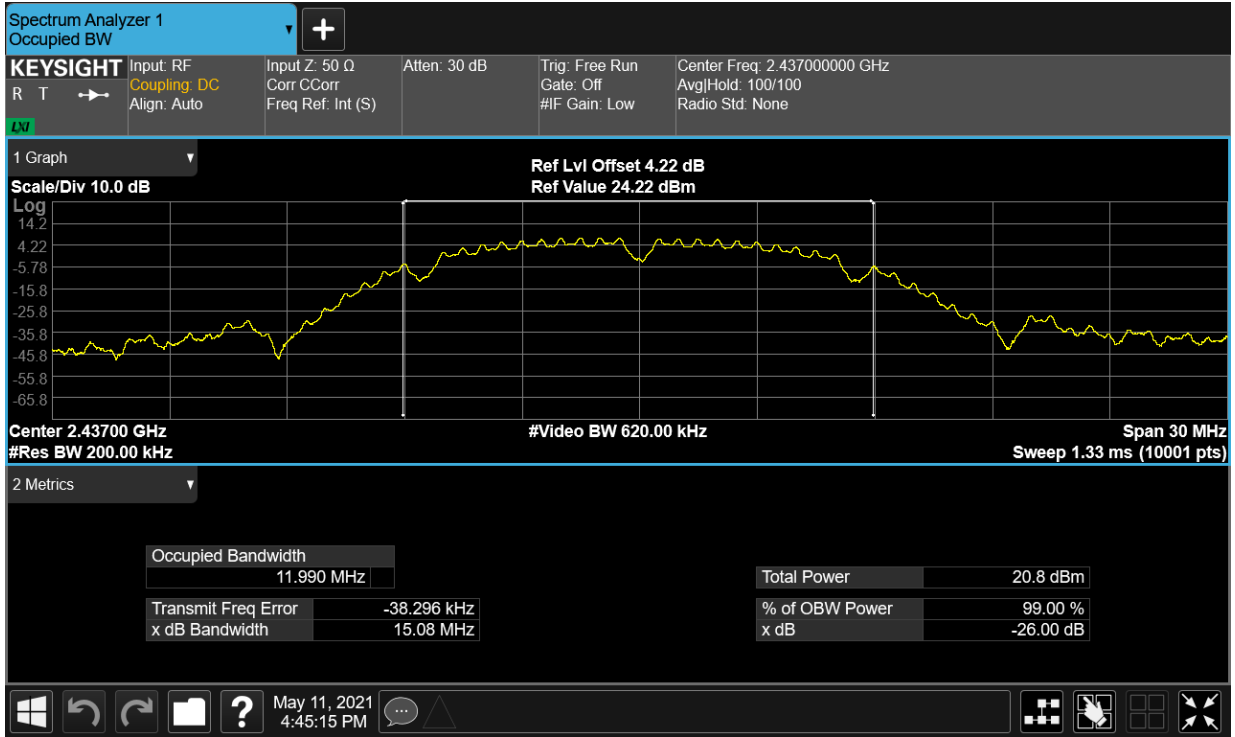 Spectrum Analyzer 1
Occupied BW
KEYSIGHT
R T
LXI
Input: RF
Coupling: DC
Align: Auto
Input Z: 50 Ω
Corr CCorr
Freq Ref: Int (S)
Atten: 30 dB
Trig: Free Run
Gate: Off
#IF Gain: Low
Center Freq: 2.437000000 GHz
Avg|Hold: 100/100
Radio Std: None
1 Graph
Scale/Div 10.0 dB
Ref Lvl Offset 4.22 dB
Ref Value 24.22 dBm
Log
14.2
4.22
-5.78
-15.8
-25.8
-35.8
-45.8
-55.8
-65.8
Center 2.43700 GHz
#Res BW 200.00 kHz
#Video BW 620.00 kHz
Span 30 MHz
Sweep 1.33 ms (10001 pts)
2 Metrics
Occupied Bandwidth
11.990 MHz
Transmit Freq Error -38.296 kHz
x dB Bandwidth 15.08 MHz
Total Power 20.8 dBm
% of OBW Power 99.00 %
x dB -26.00 dB
?
May 11, 2021
4:45:15 PM